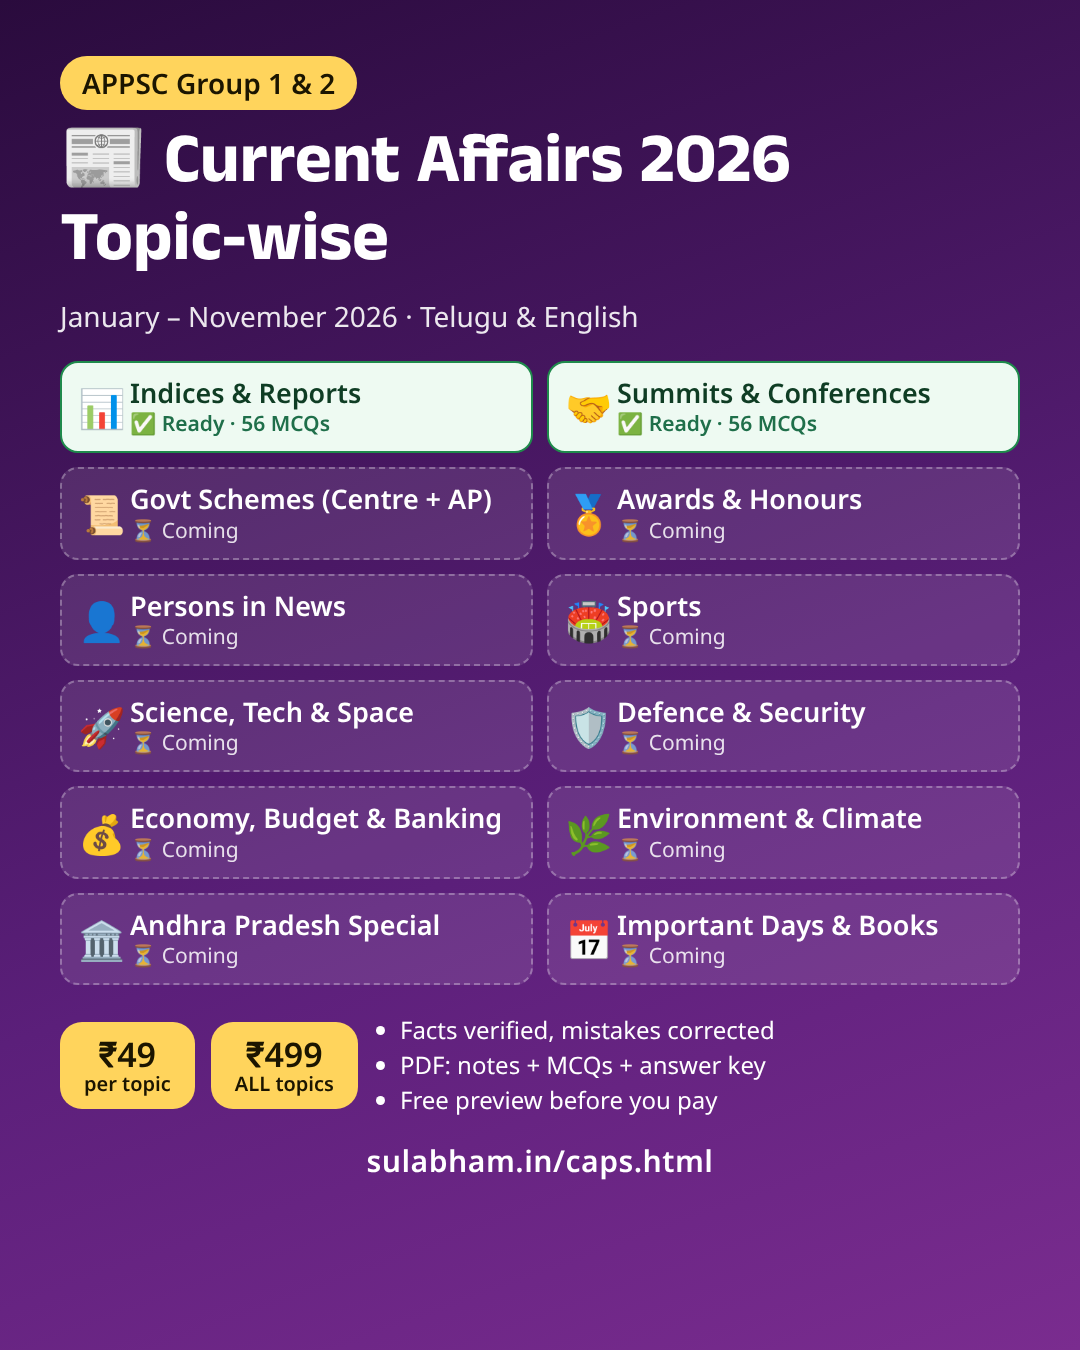 APPSC Group 1 & 2
Current Affairs 2026
Topic-wise
January – November 2026 · Telugu & English
Indices & Reports
✅ Ready · 56 MCQs
Summits & Conferences
✅ Ready · 56 MCQs
Govt Schemes (Centre + AP)
⏳ Coming
Awards & Honours
⏳ Coming
Persons in News
⏳ Coming
Sports
⏳ Coming
Science, Tech & Space
⏳ Coming
Defence & Security
⏳ Coming
Economy, Budget & Banking
⏳ Coming
Environment & Climate
⏳ Coming
Andhra Pradesh Special
⏳ Coming
July
17
Important Days & Books
⏳ Coming
₹49
per topic
₹499
ALL topics
• Facts verified, mistakes corrected
• PDF: notes + MCQs + answer key
• Free preview before you pay
sulabham.in/caps.html